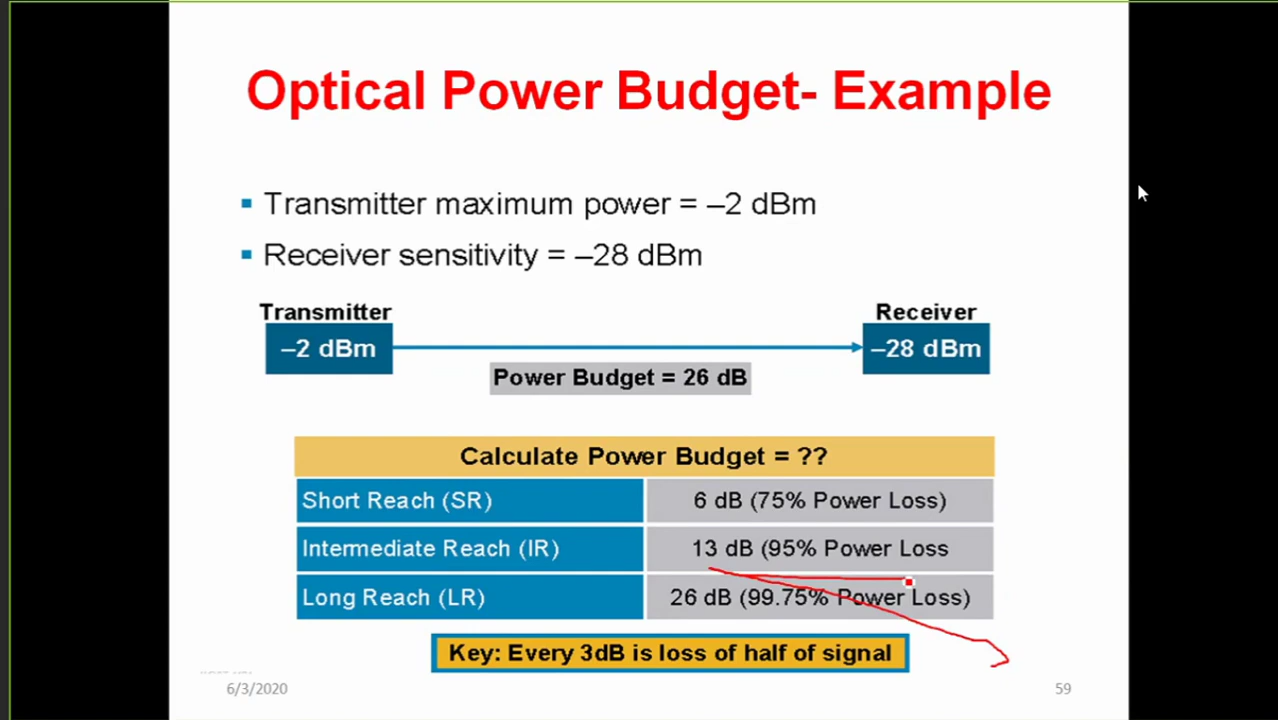 Optical Power Budget- Example
Transmitter maximum power = –2 dBm
Receiver sensitivity = –28 dBm
Transmitter
Receiver
–2 dBm
–28 dBm
Power Budget = 26 dB
Calculate Power Budget = ??
Short Reach (SR)
6 dB (75% Power Loss)
Intermediate Reach (IR)
13 dB (95% Power Loss
Long Reach (LR)
26 dB (99.75% Power Loss)
Key: Every 3dB is loss of half of signal
6/3/2020
59